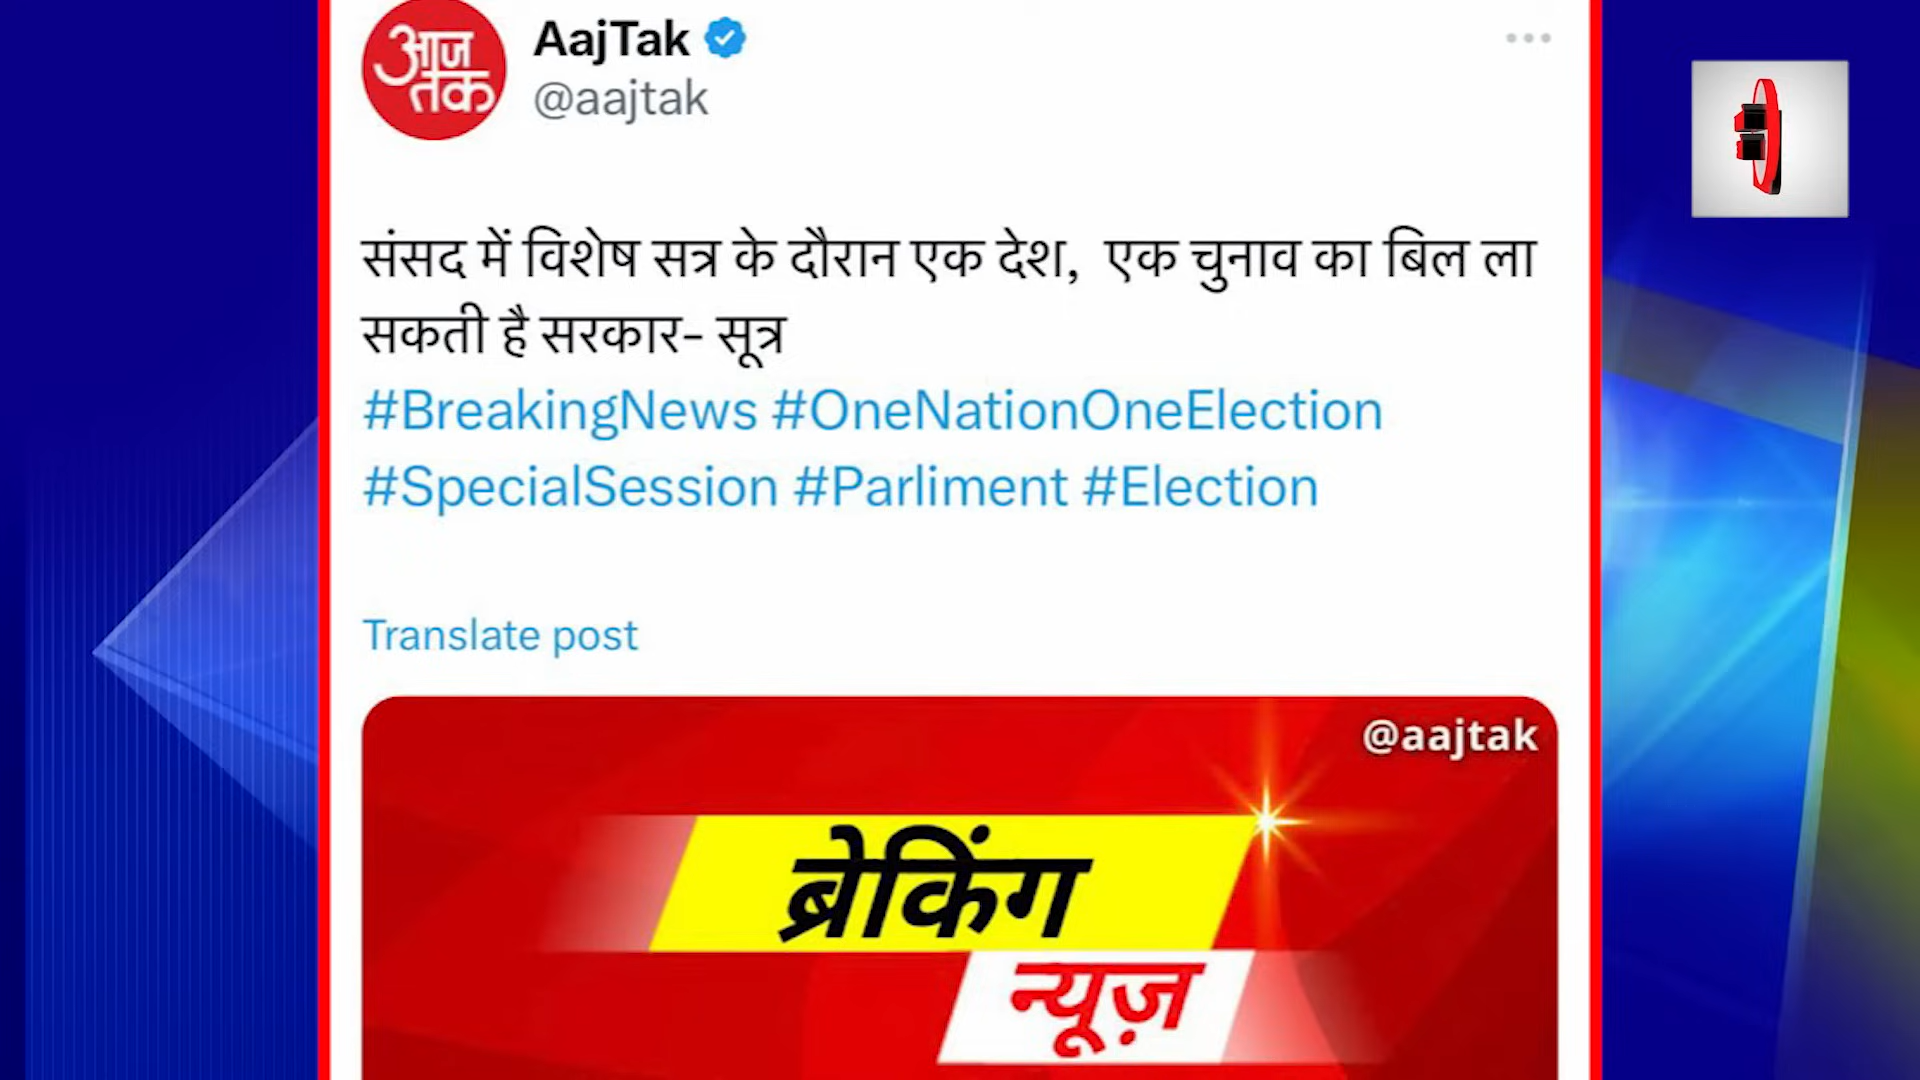 आज
तक
AajTak
@aajtak
संसद में विशेष सत्र के दौरान एक देश, एक चुनाव का बिल ला
सकती है सरकार- सूत्र
#BreakingNews #OneNationOneElection
#SpecialSession #Parliment #Election
Translate post
@aajtak
ब्रेकिंग
न्यूज़